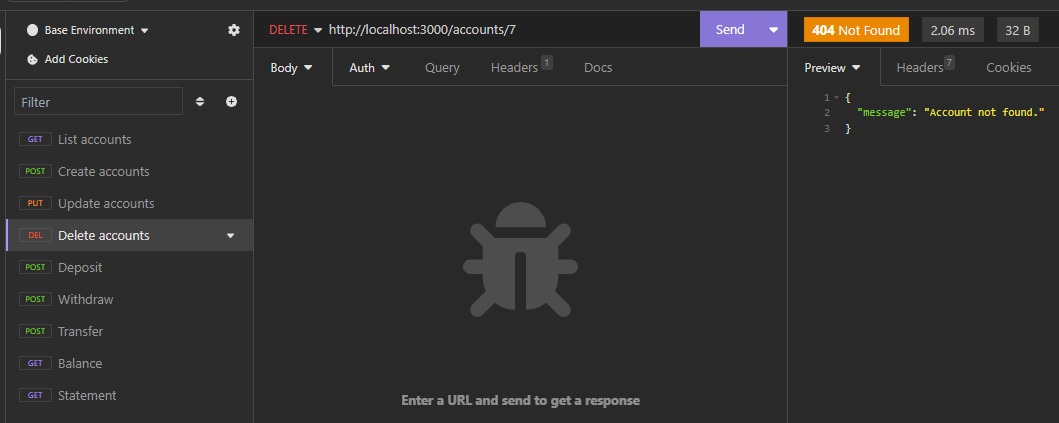 Base Environment
Add Cookies
Filter
GET List accounts
POST Create accounts
PUT Update accounts
DEL Delete accounts
POST Deposit
POST Withdraw
POST Transfer
GET Balance
GET Statement
DELETE http://localhost:3000/accounts/7 Send
Body Auth Query Headers 1 Docs
Enter a URL and send to get a response
404 Not Found 2.06 ms 32 B
Preview Headers 7 Cookies
1 {
2 "message": "Account not found."
3 }